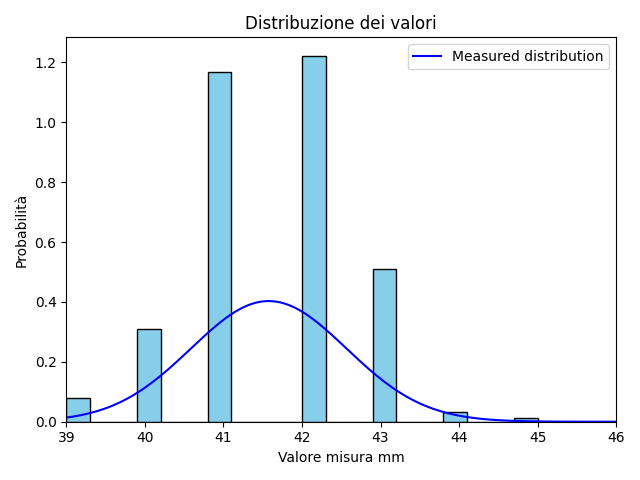 Distribuzione dei valori
Measured distribution
Probabilità
1.2
1.0
0.8
0.6
0.4
0.2
0.0
39 40 41 42 43 44 45 46
Valore misura mm